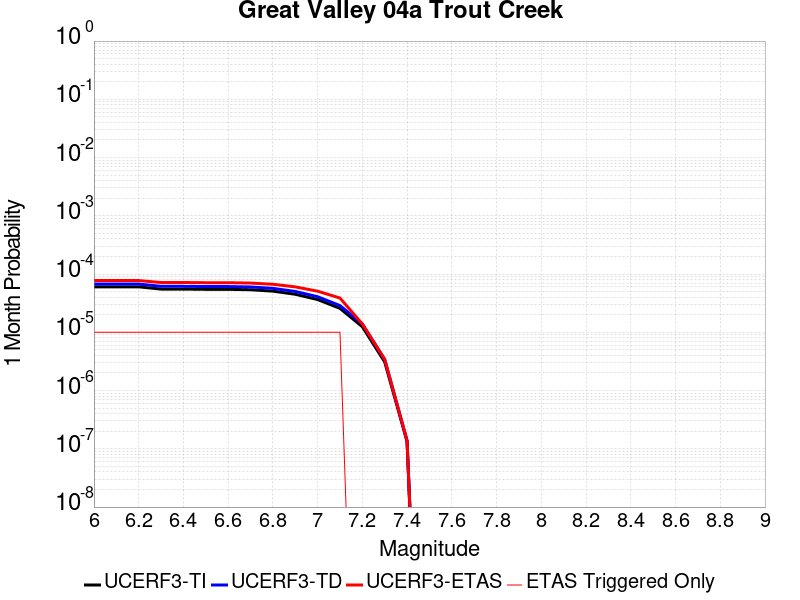 Great Valley 04a Trout Creek
10^0
10^-1
10^-2
10^-3
10^-4
10^-5
10^-6
10^-7
10^-8
1 Month Probability
6 6.2 6.4 6.6 6.8 7 7.2 7.4 7.6 7.8 8 8.2 8.4 8.6 8.8 9
Magnitude
UCERF3-TI UCERF3-TD UCERF3-ETAS ETAS Triggered Only